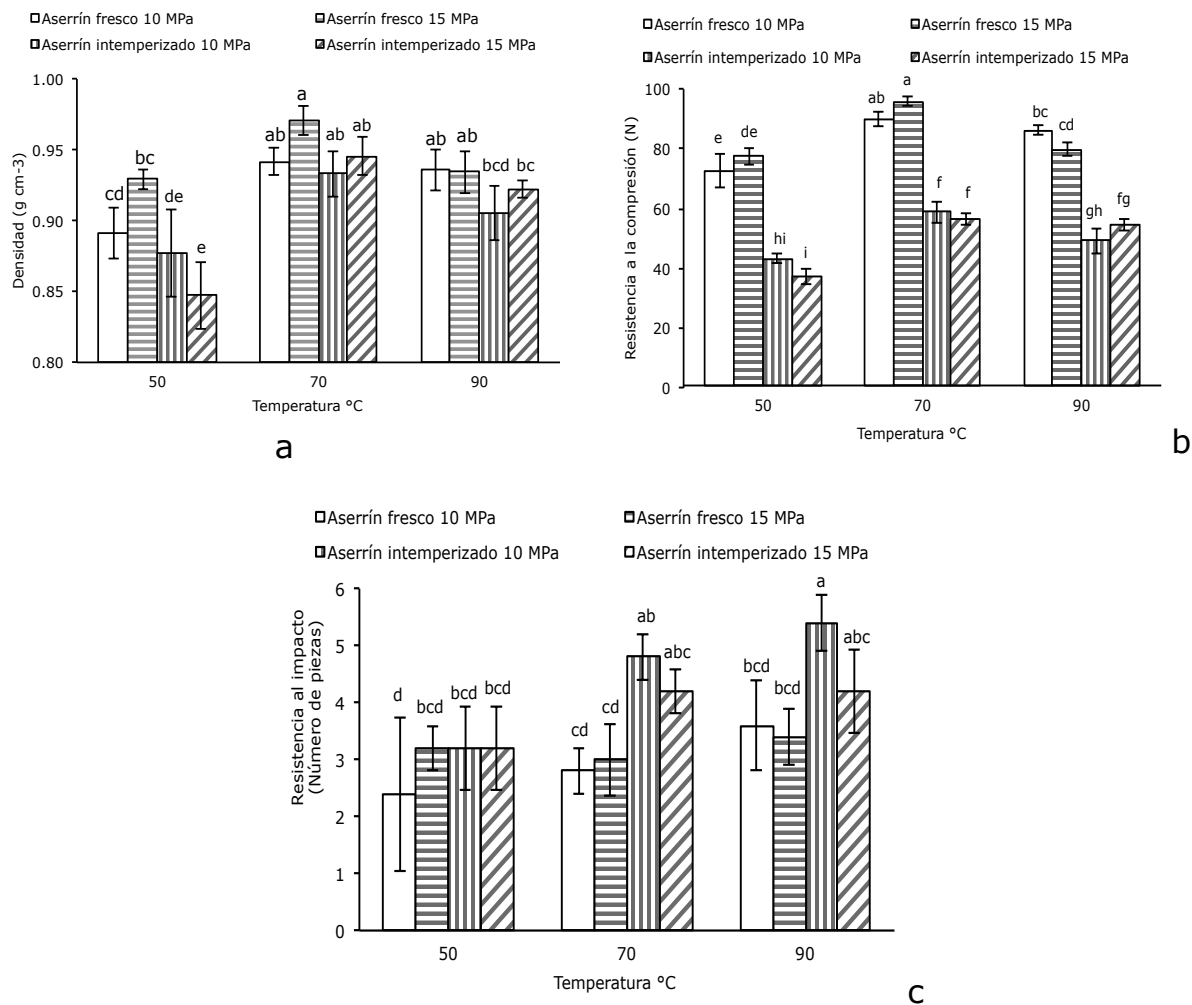 Aserrín fresco 10 MPa
Aserrín fresco 15 MPa
Aserrín intemperizado 10 MPa
Aserrín intemperizado 15 MPa
Densidad (g cm-3)
1.00
0.95
0.90
0.85
0.80
cd
bc
de
e
ab
a
ab
ab
ab
ab
bcd
bc
50
70
90
Temperatura °C
a
Aserrín fresco 10 MPa
Aserrín fresco 15 MPa
Aserrín intemperizado 10 MPa
Aserrín intemperizado 15 MPa
Resistencia a la compresión (N)
100
80
60
40
20
0
e
de
hi
i
ab
a
f
f
bc
cd
gh
fg
50
70
90
Temperatura °C
b
Aserrín fresco 10 MPa
Aserrín fresco 15 MPa
Aserrín intemperizado 10 MPa
Aserrín intemperizado 15 MPa
Resistencia al impacto
(Número de piezas)
6
5
4
3
2
1
0
d
bcd
bcd
bcd
cd
cd
ab
abc
bcd
bcd
a
abc
50
70
90
Temperatura °C
c